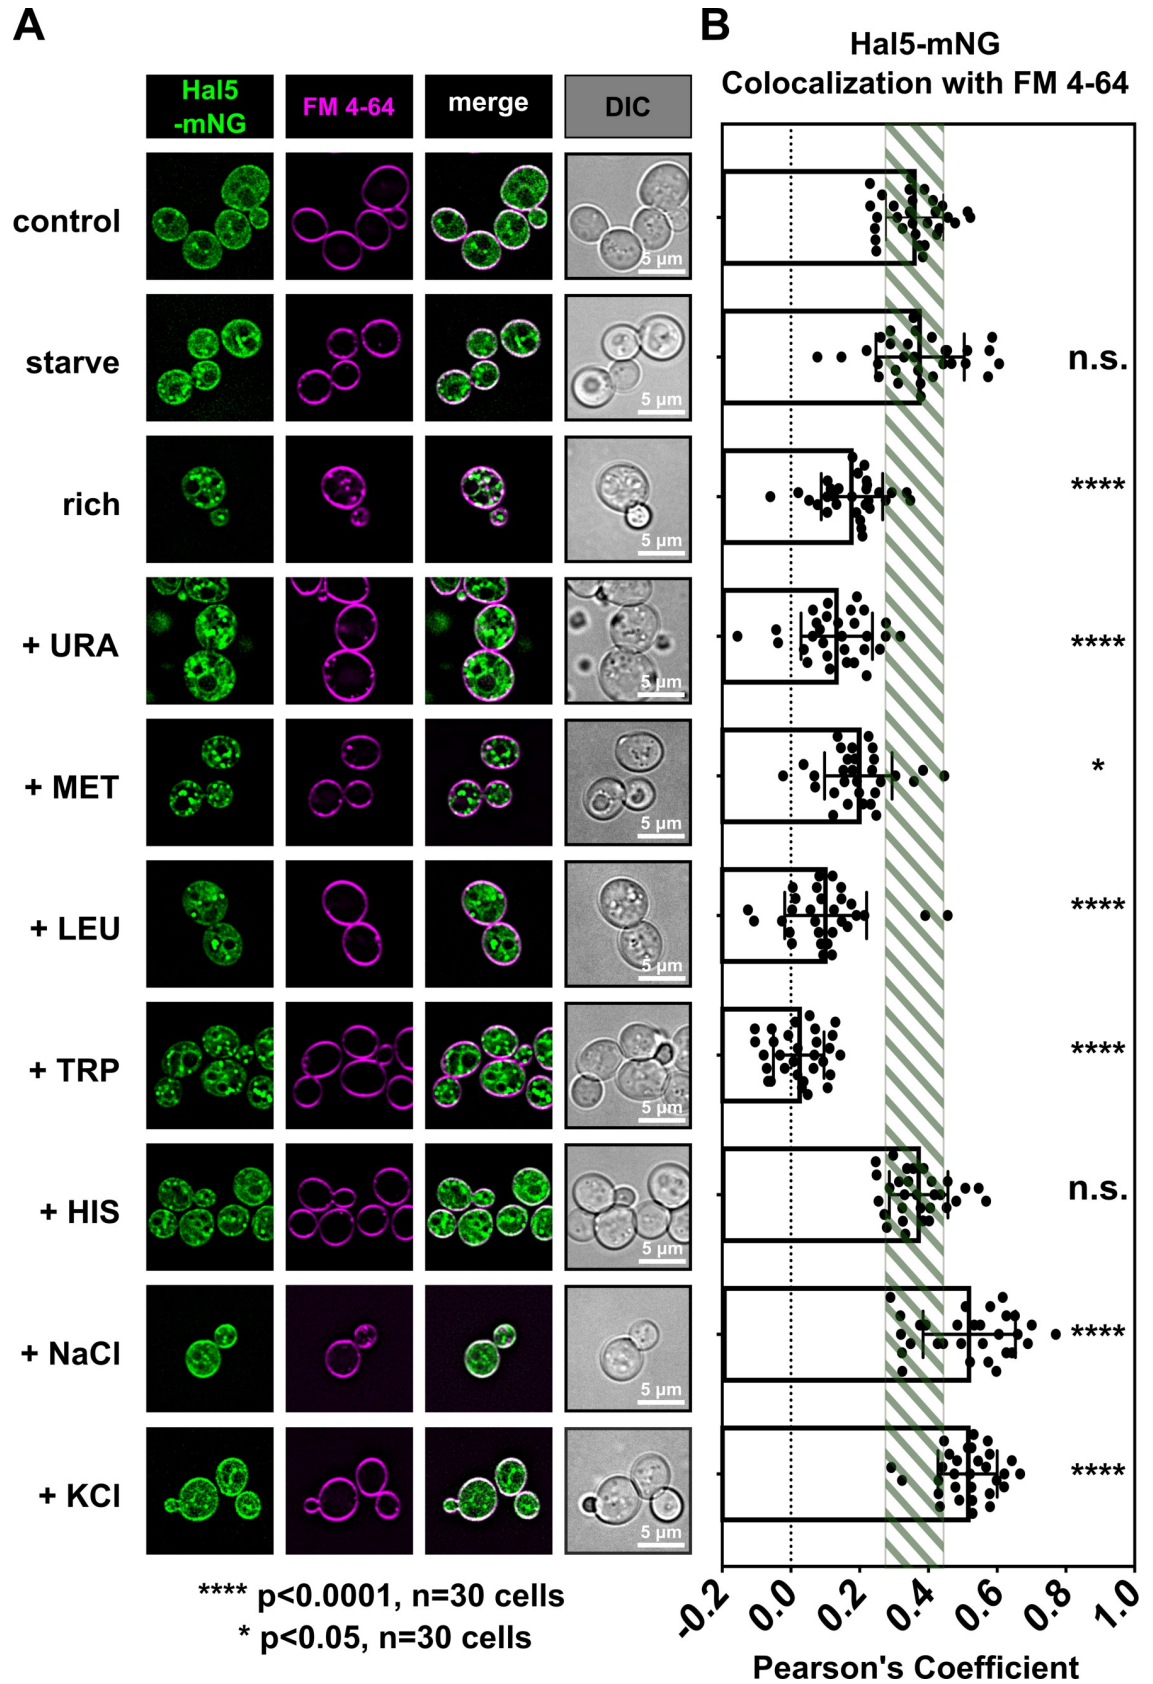 A
B
Hal5-mNG
Colocalization with FM 4-64
Hal5
-mNG
FM 4-64
merge
DIC
control
5 µm
starve
5 µm
n.s.
rich
5 µm
****
+ URA
5 µm
****
+ MET
5 µm
*
+ LEU
5 µm
****
+ TRP
5 µm
****
+ HIS
5 µm
n.s.
+ NaCl
5 µm
****
+ KCl
5 µm
****
-0.2 0.0 0.2 0.4 0.6 0.8 1.0
Pearson's Coefficient
**** p<0.0001, n=30 cells
* p<0.05, n=30 cells